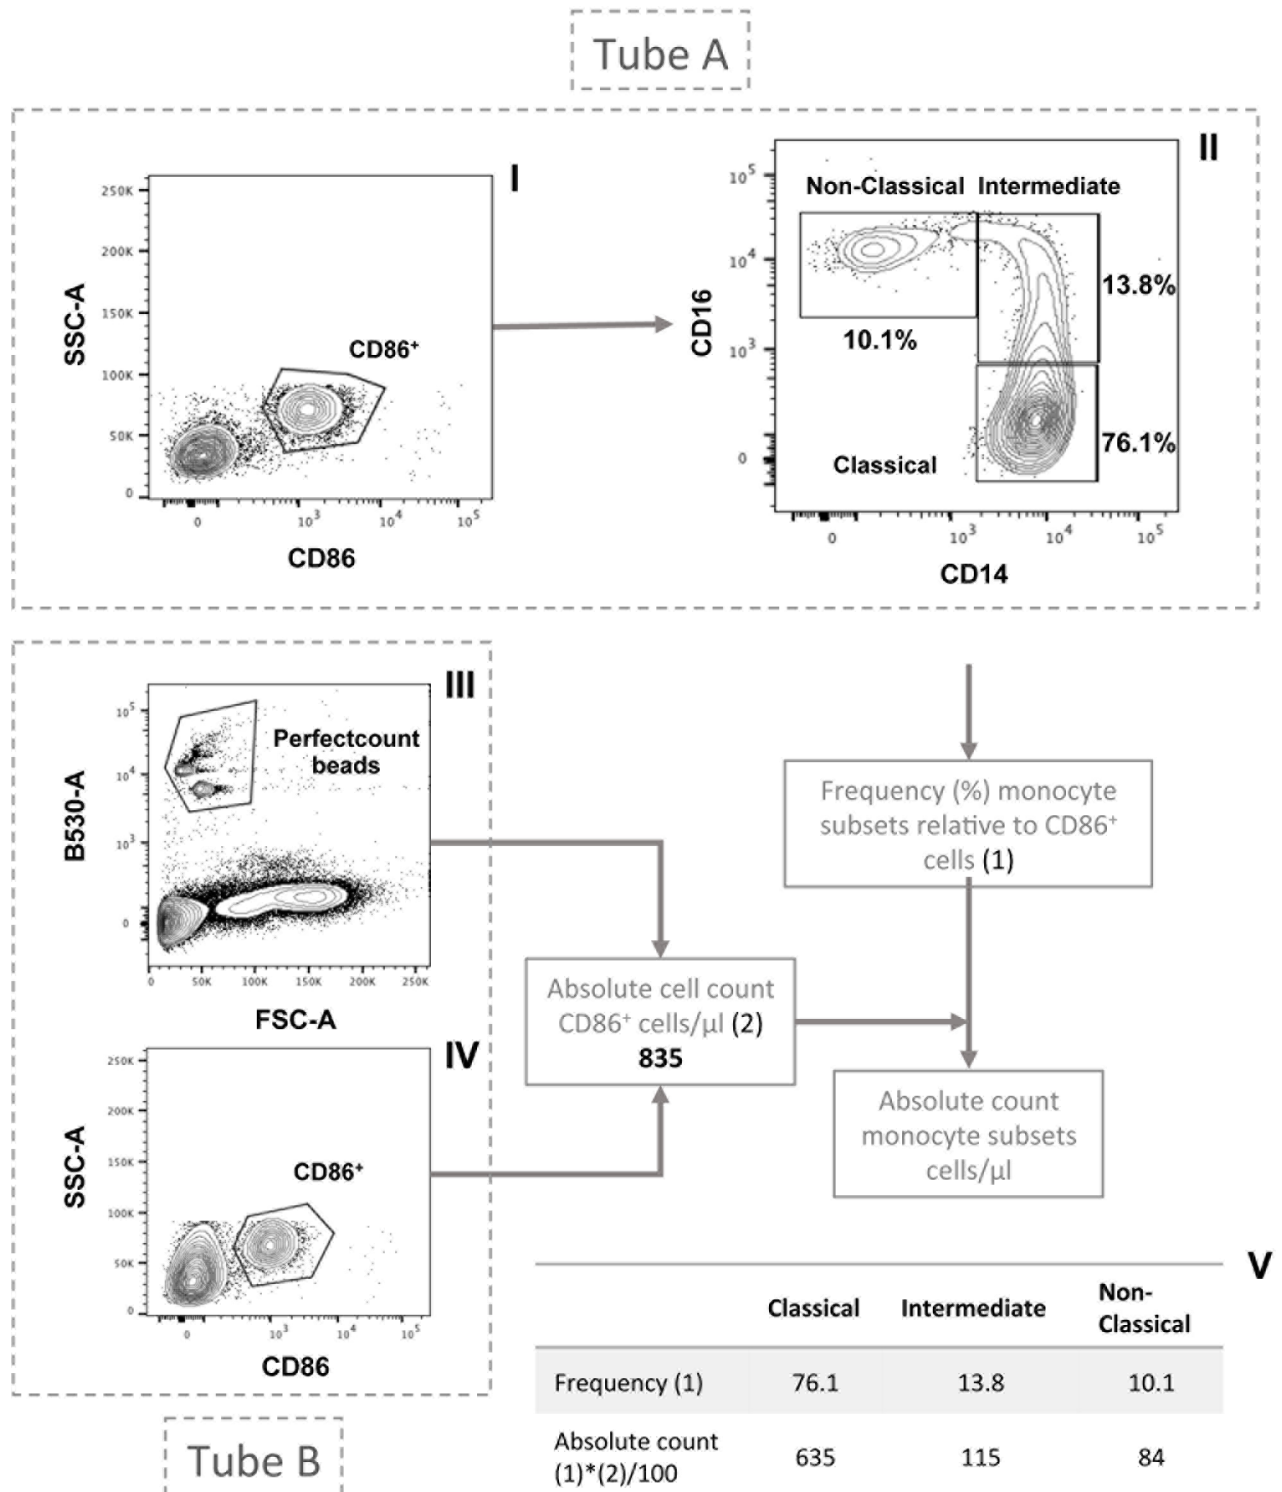 Tube A
I
250K
200K
150K
100K
50K
0
SSC-A
CD86⁺
0 10³ 10⁴ 10⁵
CD86
II
10⁵
10⁴
10³
0
CD16
Non-Classical Intermediate
13.8%
10.1%
76.1%
Classical
0 10³ 10⁴ 10⁵
CD14
III
10⁵
10⁴
10³
0
B530-A
Perfectcount
beads
0 50K 100K 150K 200K 250K
FSC-A
IV
250K
200K
150K
100K
50K
0
SSC-A
CD86⁺
0 10³ 10⁴ 10⁵
CD86
Tube B
Frequency (%) monocyte
subsets relative to CD86⁺
cells (1)
Absolute cell count
CD86⁺ cells/µl (2)
835
Absolute count
monocyte subsets
cells/µl
V
Classical Intermediate Non-
Classical
Frequency (1) 76.1 13.8 10.1
Absolute count
(1)*(2)/100 635 115 84